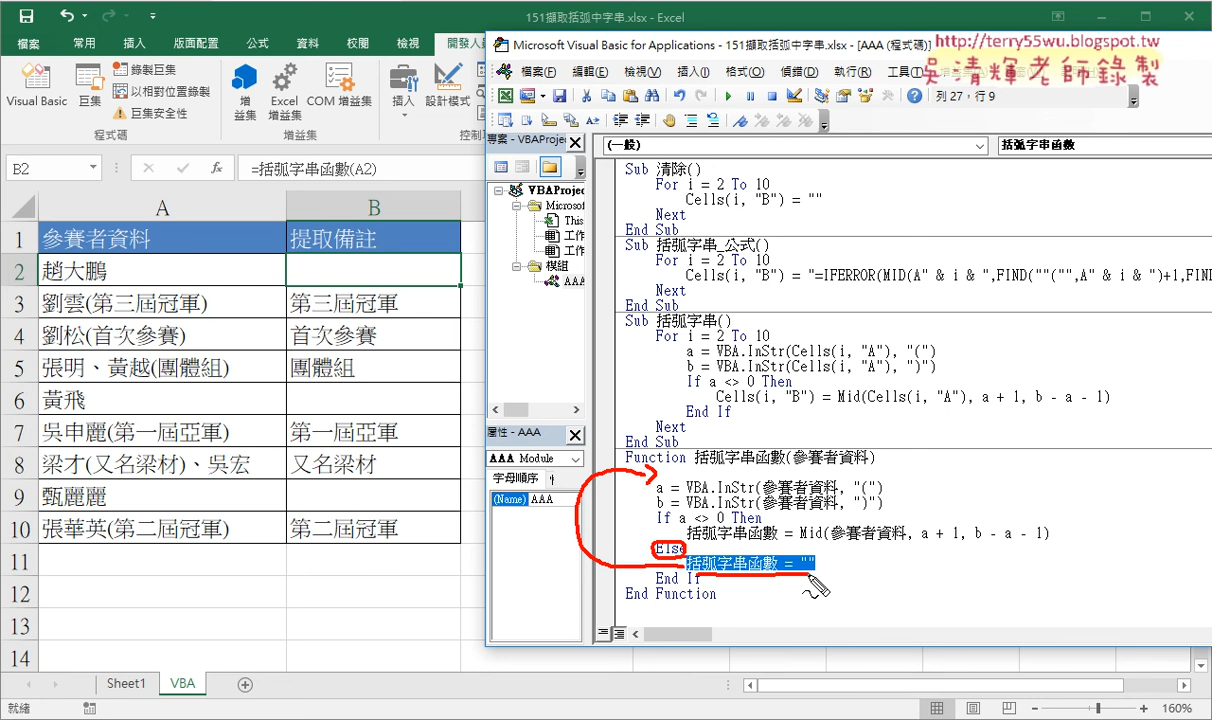 151擷取括弧中字串.xlsx - Excel
檔案 常用 插入 版面配置 公式 資料 校閱 檢視 開發人員
Visual Basic 巨集 錄製巨集 以相對位置錄製 巨集安全性 增益集 Excel 增益集 COM 增益集 插入 設計模式
程式碼 增益集 控制項
B2 fx =括弧字串函數(A2)
A B
1 參賽者資料 提取備註
2 趙大鵬
3 劉雲(第三屆冠軍) 第三屆冠軍
4 劉松(首次參賽) 首次參賽
5 張明、黃越(團體組) 團體組
6 黃飛
7 吳申麗(第一屆亞軍) 第一屆亞軍
8 梁才(又名梁材)、吳宏 又名梁材
9 甄麗麗
10 張華英(第二屆冠軍) 第二屆冠軍
11
12
13
14
Sheet1 VBA
就緒 160%
Microsoft Visual Basic for Applications - 151擷取括弧中字串.xlsx - [AAA (程式碼)]
http://terry55wu.blogspot.tw
吳清輝老師錄製
檔案(F) 編輯(E) 檢視(V) 插入(I) 格式(O) 偵錯(D) 執行(R) 工具(T)
列 27，行 9
專案 - VBAProje
VBAProjec
Microsof
This
工作
工作
模組
AAA
屬性 - AAA
AAA Module
字母順序
(Name) AAA
(一般) 括弧字串函數
Sub 清除()
For i = 2 To 10
Cells(i, "B") = ""
Next
End Sub
Sub 括弧字串_公式()
For i = 2 To 10
Cells(i, "B") = "=IFERROR(MID(A" & i & ",FIND(""("",A" & i & ")+1,FIN
Next
End Sub
Sub 括弧字串()
For i = 2 To 10
a = VBA.InStr(Cells(i, "A"), "(")
b = VBA.InStr(Cells(i, "A"), ")")
If a <> 0 Then
Cells(i, "B") = Mid(Cells(i, "A"), a + 1, b - a - 1)
End If
Next
End Sub
Function 括弧字串函數(參賽者資料)
a = VBA.InStr(參賽者資料, "(")
b = VBA.InStr(參賽者資料, ")")
If a <> 0 Then
括弧字串函數 = Mid(參賽者資料, a + 1, b - a - 1)
Else
括弧字串函數 = ""
End If
End Function